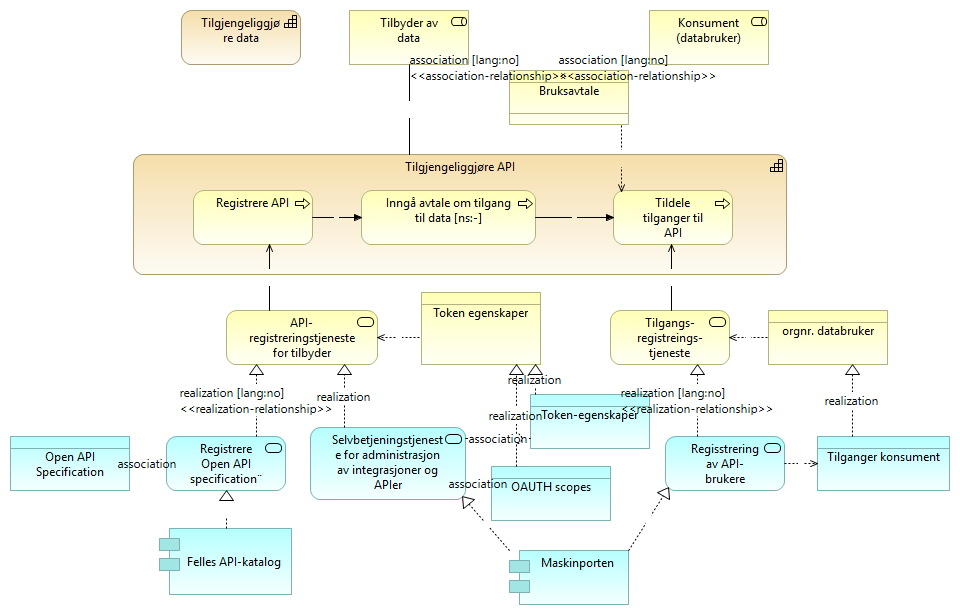 Tilgjengeliggjø
re data
Tilbyder av
data
Konsument
(databruker)
association [lang:no]
<<association-relationship>>
association [lang:no]
<<association-relationship>>
Bruksavtale
Tilgjengeliggjøre API
Registrere API
Inngå avtale om tilgang
til data [ns:-]
Tildele
tilganger til
API
API-
registreringstjeneste
for tilbyder
Token egenskaper
Tilgangs-
registreings-
tjeneste
orgnr. databruker
realization [lang:no]
<<realization-relationship>>
realization
realization
realization
realization [lang:no]
<<realization-relationship>>
realization
Token-egenskaper
Open API
Specification
association
Registrere
Open API
specification¨
Selvbetjeningstjenest
e for administrasjon
av integrasjoner og
APIer
association
association
OAUTH scopes
Regisstrering
av API-
brukere
Tilganger konsument
Felles API-katalog
Maskinporten